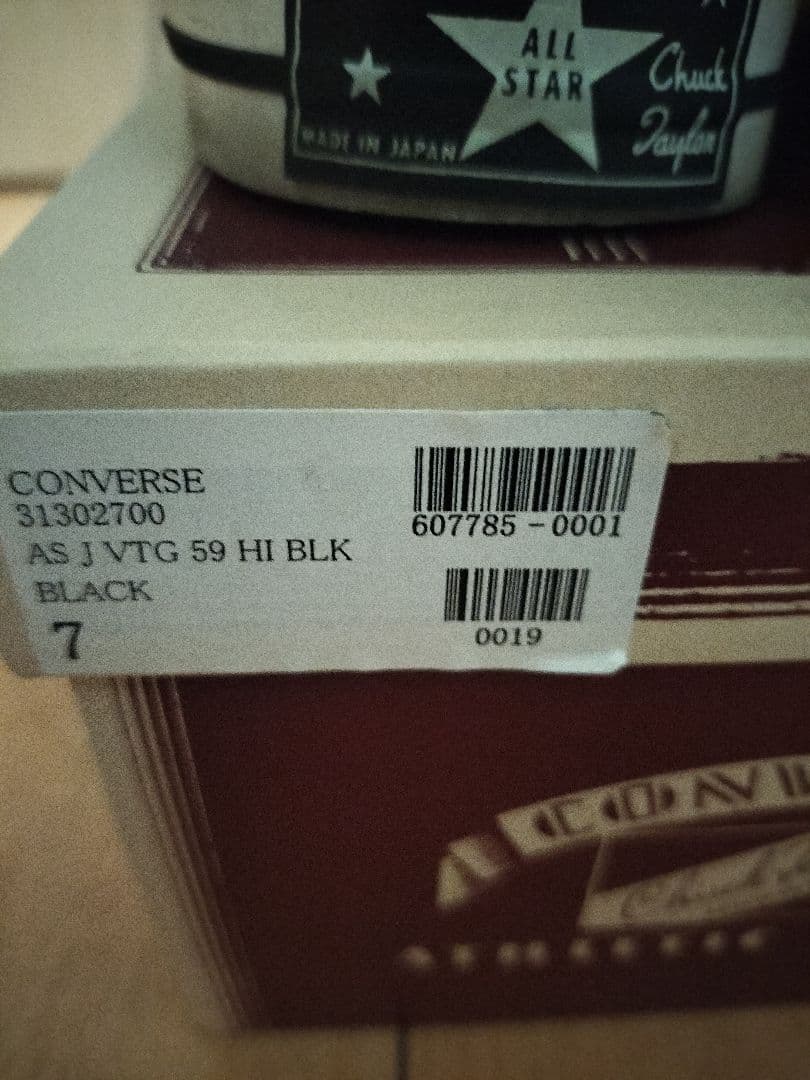 ALL
STAR
Chuck
Taylor
MADE IN JAPAN
CONVERSE
31302700
AS J VTG 59 HI BLK
BLACK
7
607785-0001
0019